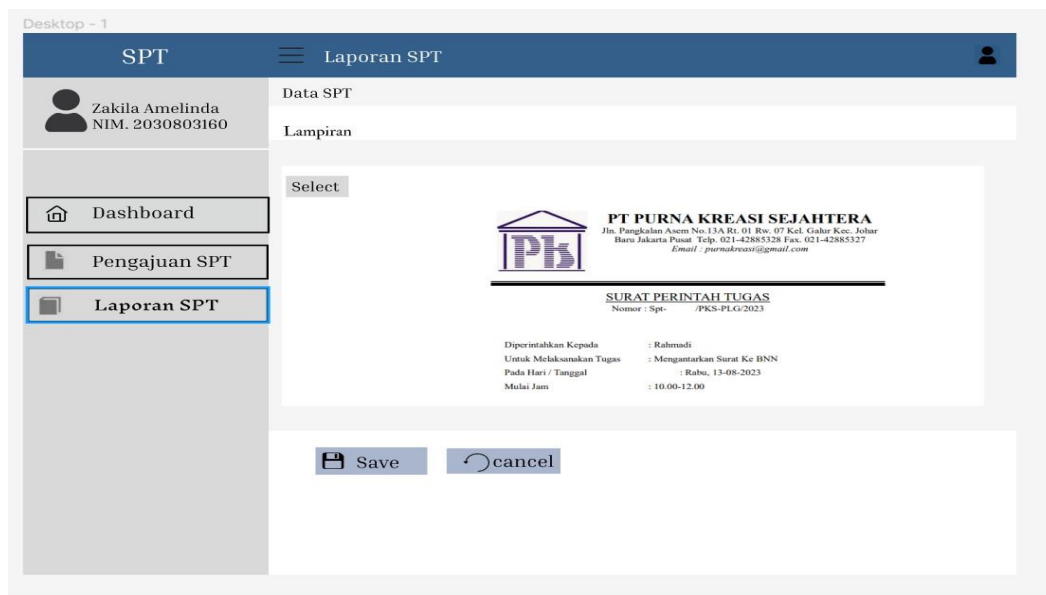 Desktop - 1
SPT
Laporan SPT
Zakila Amelinda
NIM. 2030803160
Data SPT
Lampiran
Dashboard
Pengajuan SPT
Laporan SPT
Select
Pks
PT PURNA KREASI SEJAHTERA
Jln. Pangkalan Asem No.13A Rt. 01 Rw. 07 Kel. Galur Kec. Johar
Baru Jakarta Pusat Telp. 021-42885328 Fax. 021-42885327
Email : purnakreasi@gmail.com
SURAT PERINTAH TUGAS
Nomor : Spt- /PKS-PLG/2023
Diperintahkan Kepada : Rahmadi
Untuk Melaksanakan Tugas : Mengantarkan Surat Ke BNN
Pada Hari / Tanggal : Rabu, 13-08-2023
Mulai Jam : 10.00-12.00
Save
cancel